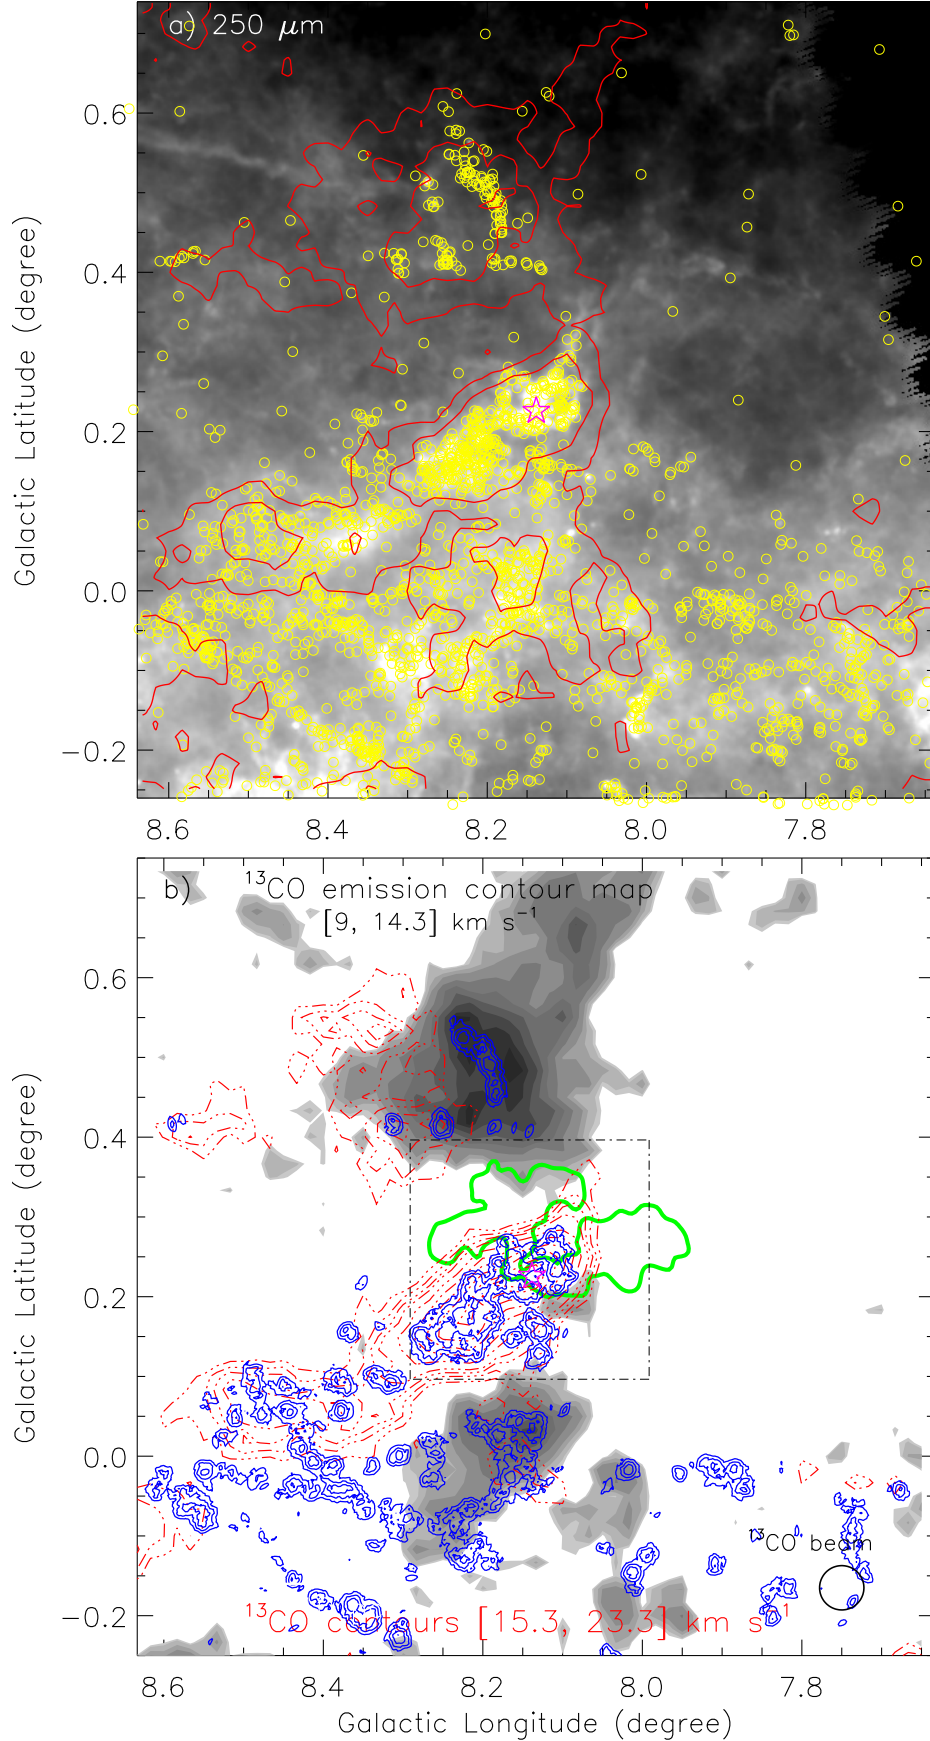 a) 250 μm
Galactic Latitude (degree)
0.6
0.4
0.2
0.0
−0.2
8.6 8.4 8.2 8.0 7.8
b) ¹³CO emission contour map
[9, 14.3] km s⁻¹
Galactic Latitude (degree)
0.6
0.4
0.2
0.0
−0.2
¹³CO beam
¹³CO contours [15.3, 23.3] km s⁻¹
8.6 8.4 8.2 8.0 7.8
Galactic Longitude (degree)